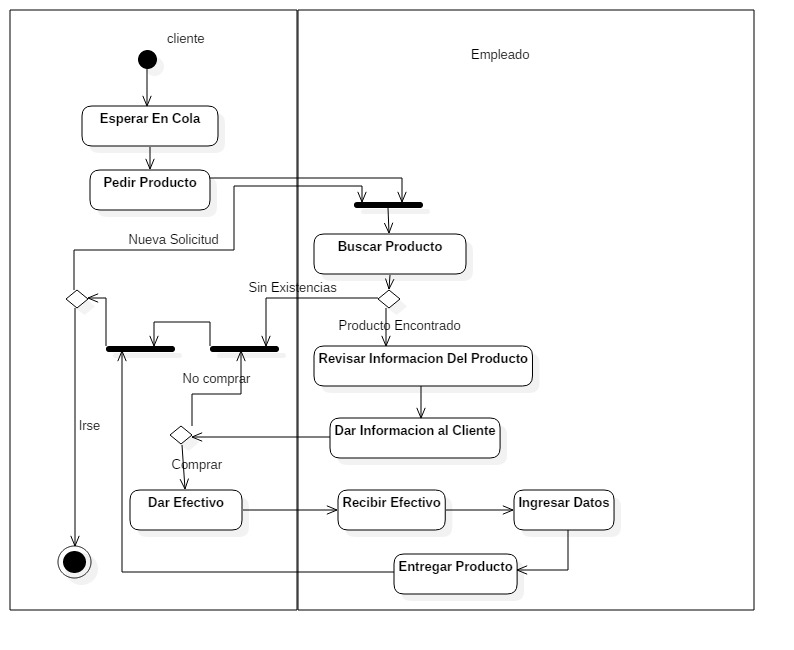 cliente
Empleado
Esperar En Cola
Pedir Producto
Nueva Solicitud
Buscar Producto
Sin Existencias
Producto Encontrado
Revisar Informacion Del Producto
No comprar
Irse
Dar Informacion al Cliente
Comprar
Dar Efectivo
Recibir Efectivo
Ingresar Datos
Entregar Producto